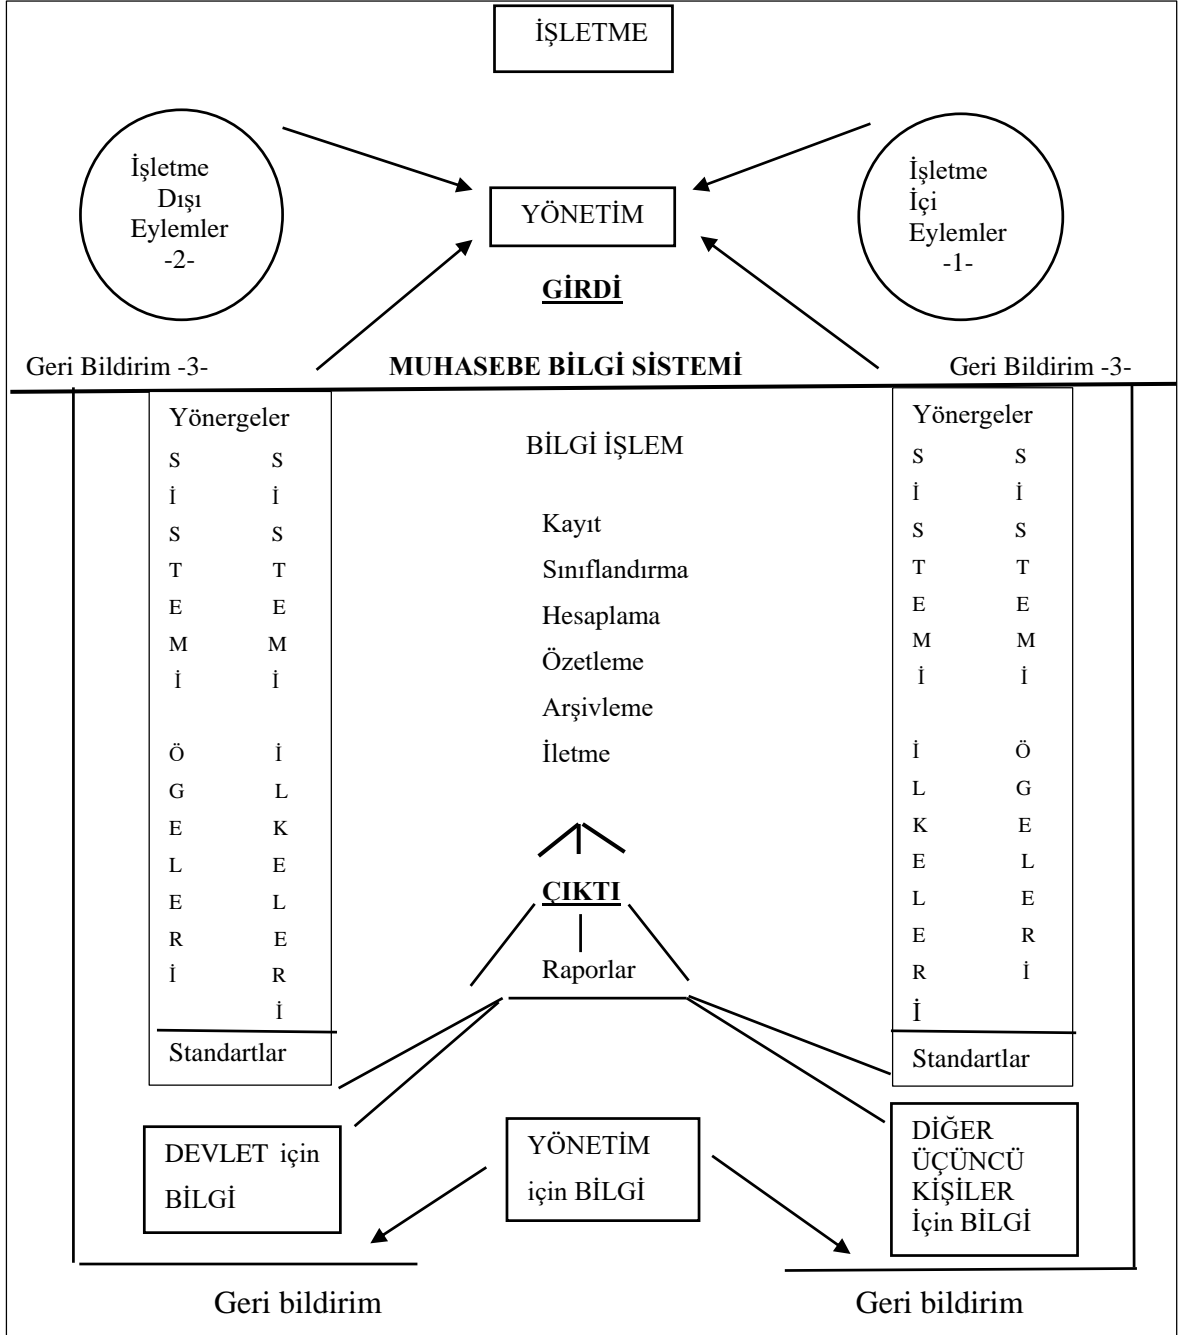 İŞLETME
İşletme
Dışı
Eylemler
-2-
YÖNETİM
İşletme
İçi
Eylemler
-1-
GİRDİ
Geri Bildirim -3-
MUHASEBE BİLGİ SİSTEMİ
Geri Bildirim -3-
Yönergeler
SİSTEMİ ÖGELERİ
SİSTEMİ İLKELERİ
Standartlar
BİLGİ İŞLEM
Kayıt
Sınıflandırma
Hesaplama
Özetleme
Arşivleme
İletme
ÇIKTI
Raporlar
Yönergeler
SİSTEMİ İLKELERİ
SİSTEMİ ÖGELERİ
Standartlar
DEVLET için
BİLGİ
YÖNETİM
için BİLGİ
DİĞER
ÜÇÜNCÜ
KİŞİLER
İçin BİLGİ
Geri bildirim
Geri bildirim